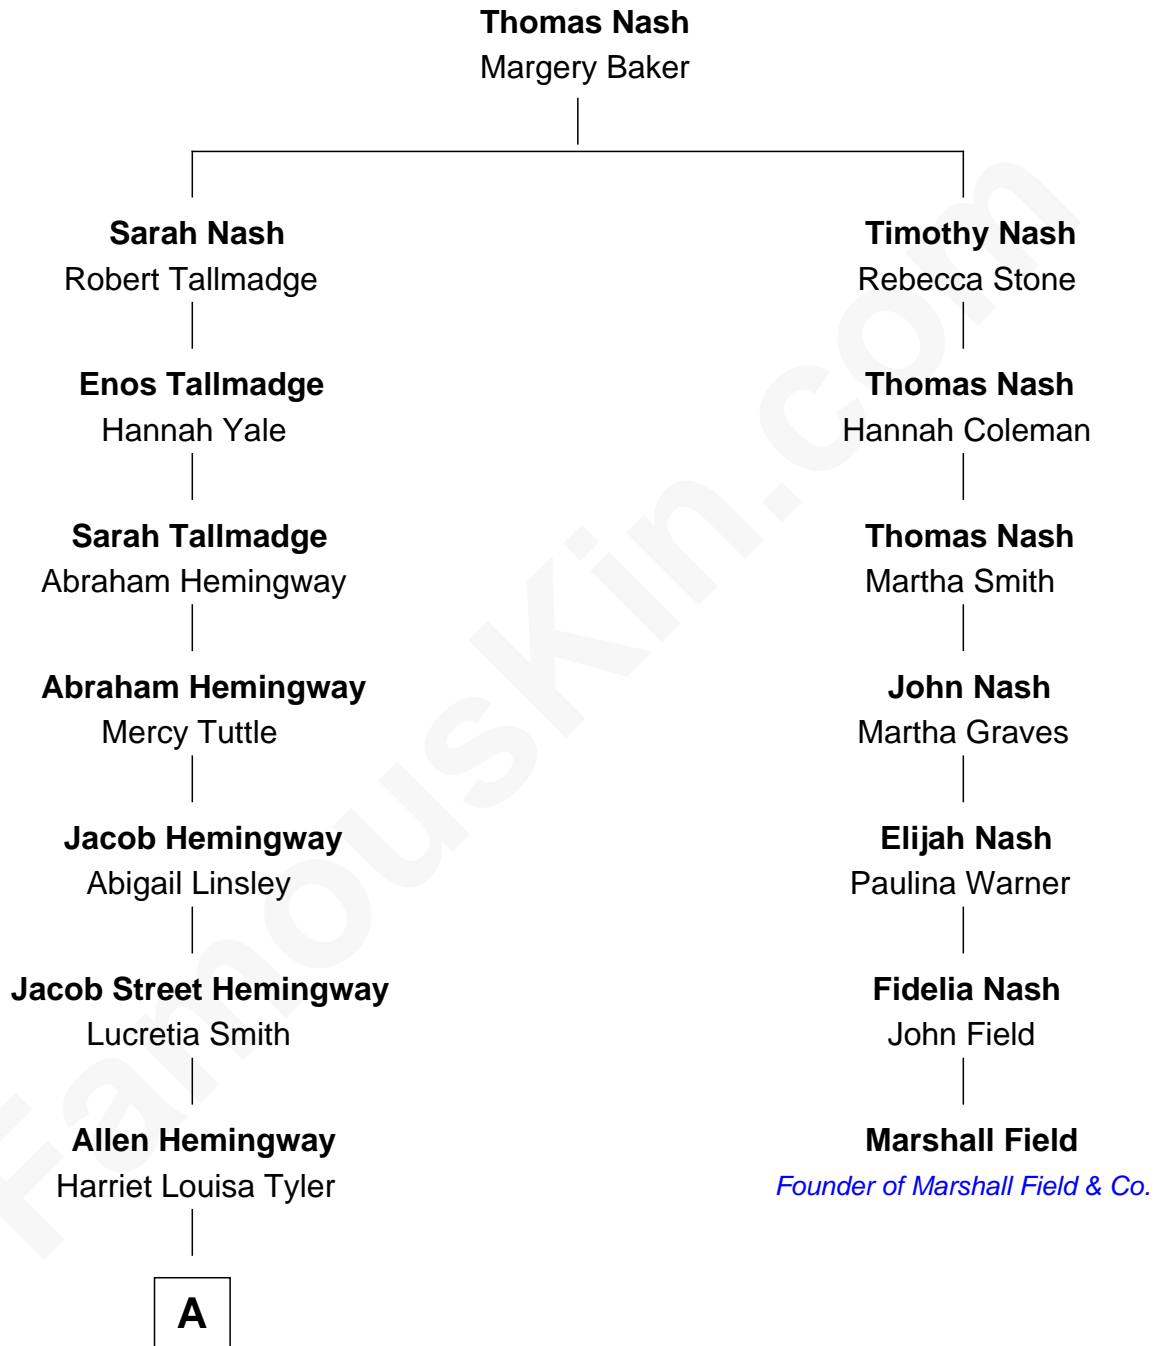 Thomas Nash
Margery Baker
Sarah Nash
Robert Tallmadge
Timothy Nash
Rebecca Stone
Enos Tallmadge
Hannah Yale
Thomas Nash
Hannah Coleman
Sarah Tallmadge
Abraham Hemingway
Thomas Nash
Martha Smith
Abraham Hemingway
Mercy Tuttle
John Nash
Martha Graves
Jacob Hemingway
Abigail Linsley
Elijah Nash
Paulina Warner
Jacob Street Hemingway
Lucretia Smith
Fidelia Nash
John Field
Allen Hemingway
Harriet Louisa Tyler
Marshall Field
Founder of Marshall Field & Co.
A
FamousKin.com